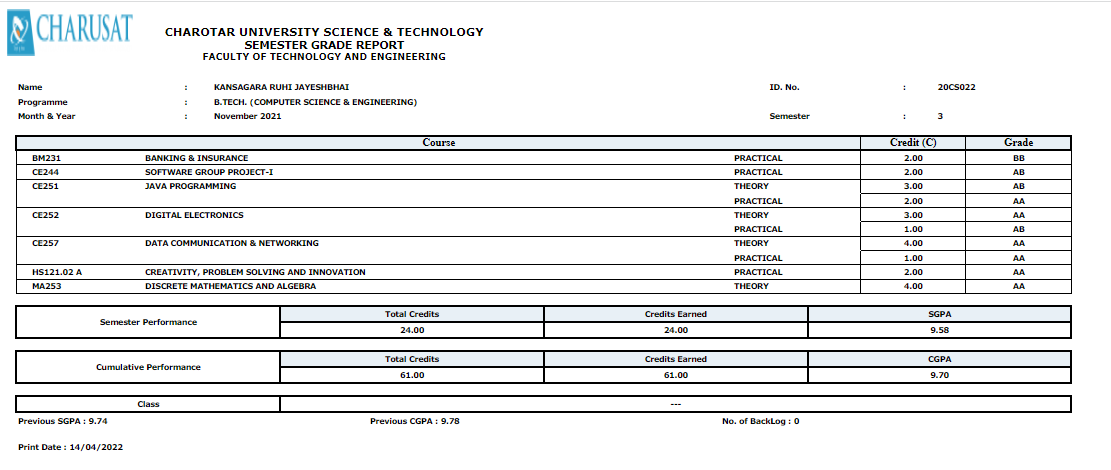 CHARUSAT
CHAROTAR UNIVERSITY SCIENCE & TECHNOLOGY
SEMESTER GRADE REPORT
FACULTY OF TECHNOLOGY AND ENGINEERING
Name : KANSAGARA RUHI JAYESHBHAI ID. No. : 20CS022
Programme : B.TECH. (COMPUTER SCIENCE & ENGINEERING)
Month & Year : November 2021 Semester : 3
Course Credit (C) Grade
BM231 BANKING & INSURANCE PRACTICAL 2.00 BB
CE244 SOFTWARE GROUP PROJECT-I PRACTICAL 2.00 AB
CE251 JAVA PROGRAMMING THEORY 3.00 AB
PRACTICAL 2.00 AA
CE252 DIGITAL ELECTRONICS THEORY 3.00 AA
PRACTICAL 1.00 AB
CE257 DATA COMMUNICATION & NETWORKING THEORY 4.00 AA
PRACTICAL 1.00 AA
HS121.02 A CREATIVITY, PROBLEM SOLVING AND INNOVATION PRACTICAL 2.00 AA
MA253 DISCRETE MATHEMATICS AND ALGEBRA THEORY 4.00 AA
Semester Performance Total Credits Credits Earned SGPA
24.00 24.00 9.58
Cumulative Performance Total Credits Credits Earned CGPA
61.00 61.00 9.70
Class ---
Previous SGPA : 9.74 Previous CGPA : 9.78 No. of BackLog : 0
Print Date : 14/04/2022